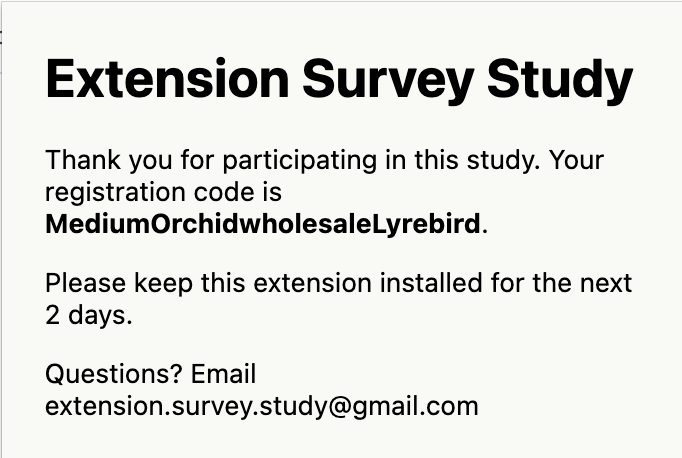 Extension Survey Study
Thank you for participating in this study. Your
registration code is
MediumOrchidwholesaleLyrebird.
Please keep this extension installed for the next
2 days.
Questions? Email
extension.survey.study@gmail.com